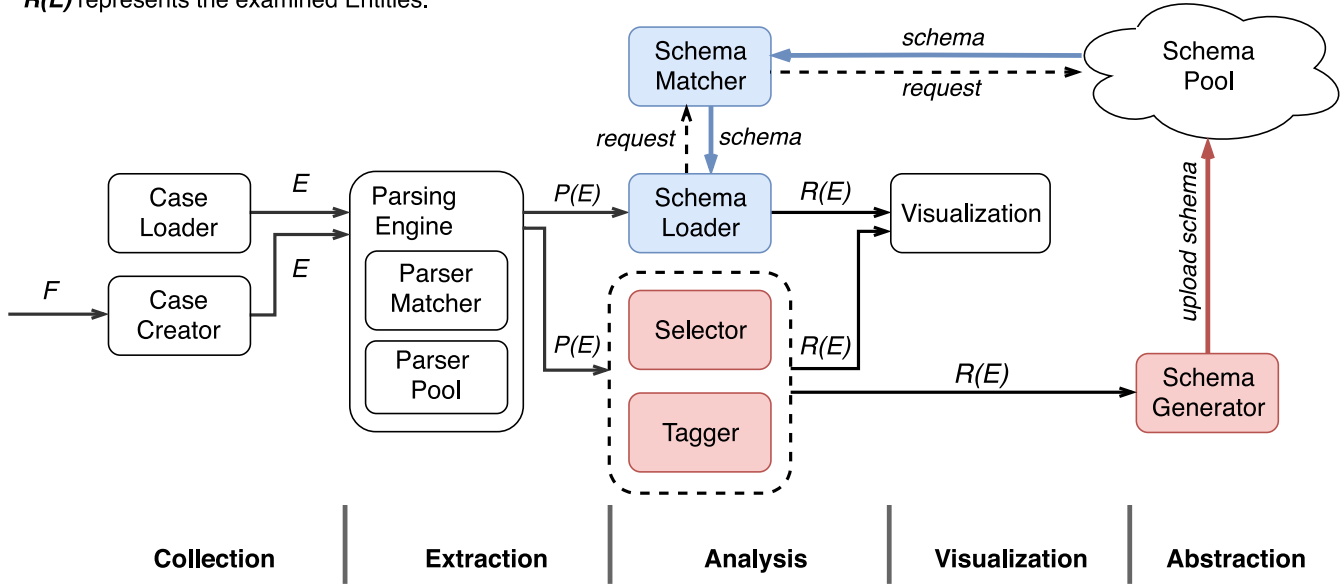 R(E) represents the examined Entities.
Schema
Matcher
schema
request
Schema
Pool
request
schema
Case
Loader
E
Parsing
Engine
P(E)
Schema
Loader
R(E)
Visualization
upload schema
F
Case
Creator
E
Parser
Matcher
Parser
Pool
P(E)
Selector
Tagger
R(E)
R(E)
Schema
Generator
Collection
Extraction
Analysis
Visualization
Abstraction